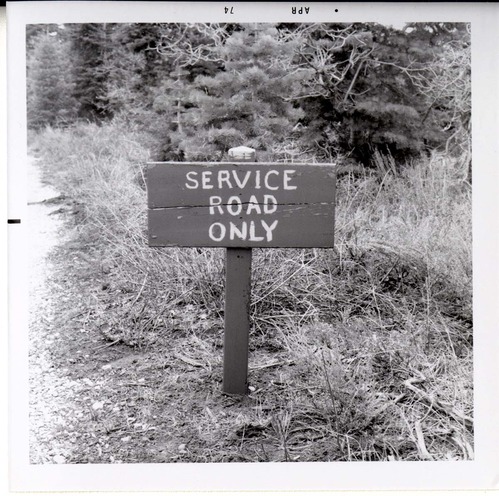 APR • 74
SERVICE
ROAD
ONLY